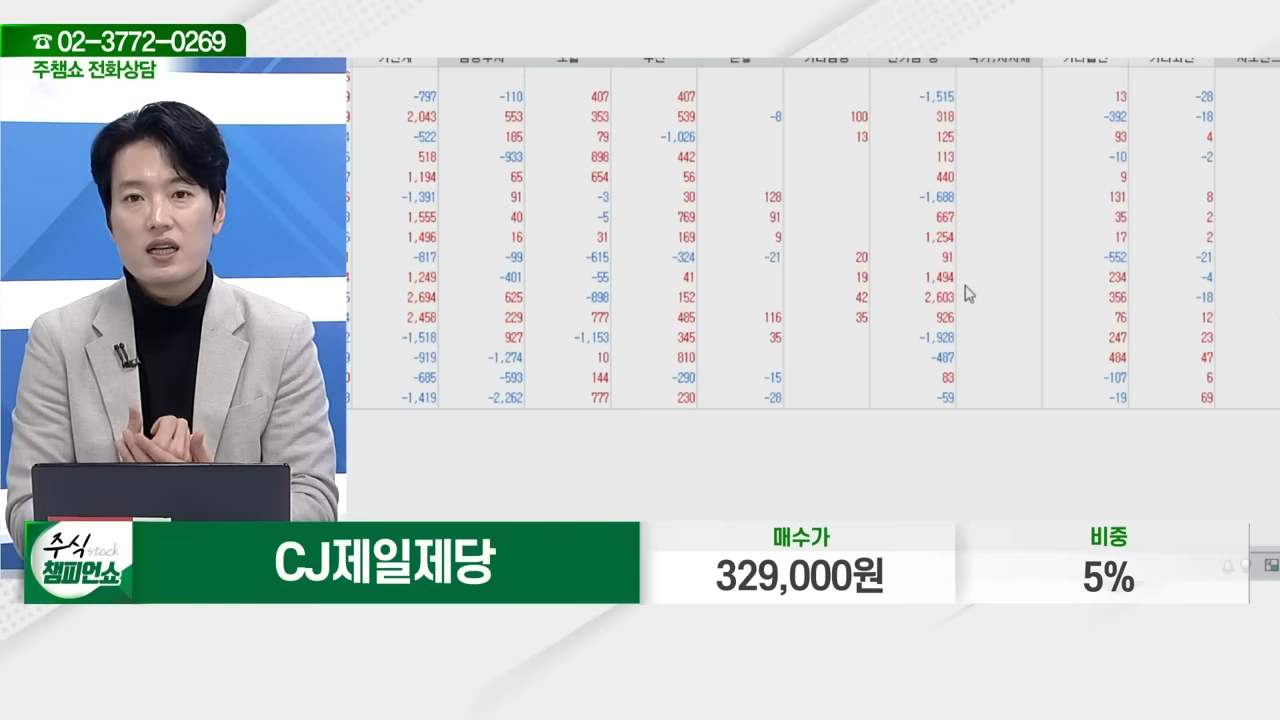 ☎ 02-3772-0269
주챔쇼 전화상담
-797 -110 407 407 -1,515 13 -28
2,043 553 353 539 -8 100 318 -392 -18
-522 185 79 -1,026 13 125 93 4
518 -933 898 442 113 -10 -2
1,194 65 654 56 440 9
-1,391 91 -3 30 128 -1,688 131 8
1,555 40 -5 769 91 667 35 2
1,496 16 31 169 9 1,254 17 2
-817 -99 -615 -324 -21 20 91 -552 -21
1,249 -401 -55 41 19 1,494 234 -4
2,694 625 -898 152 42 2,603 356 -18
2,458 229 777 485 116 35 926 76 12
-1,518 927 -1,153 345 35 -1,928 247 23
-919 -1,274 10 810 -487 484 47
-685 -593 144 -290 -15 83 -107 6
-1,419 -2,262 777 230 -28 -59 -19 69
주식 stock
챔피언쇼
CJ제일제당
매수가
329,000원
비중
5%